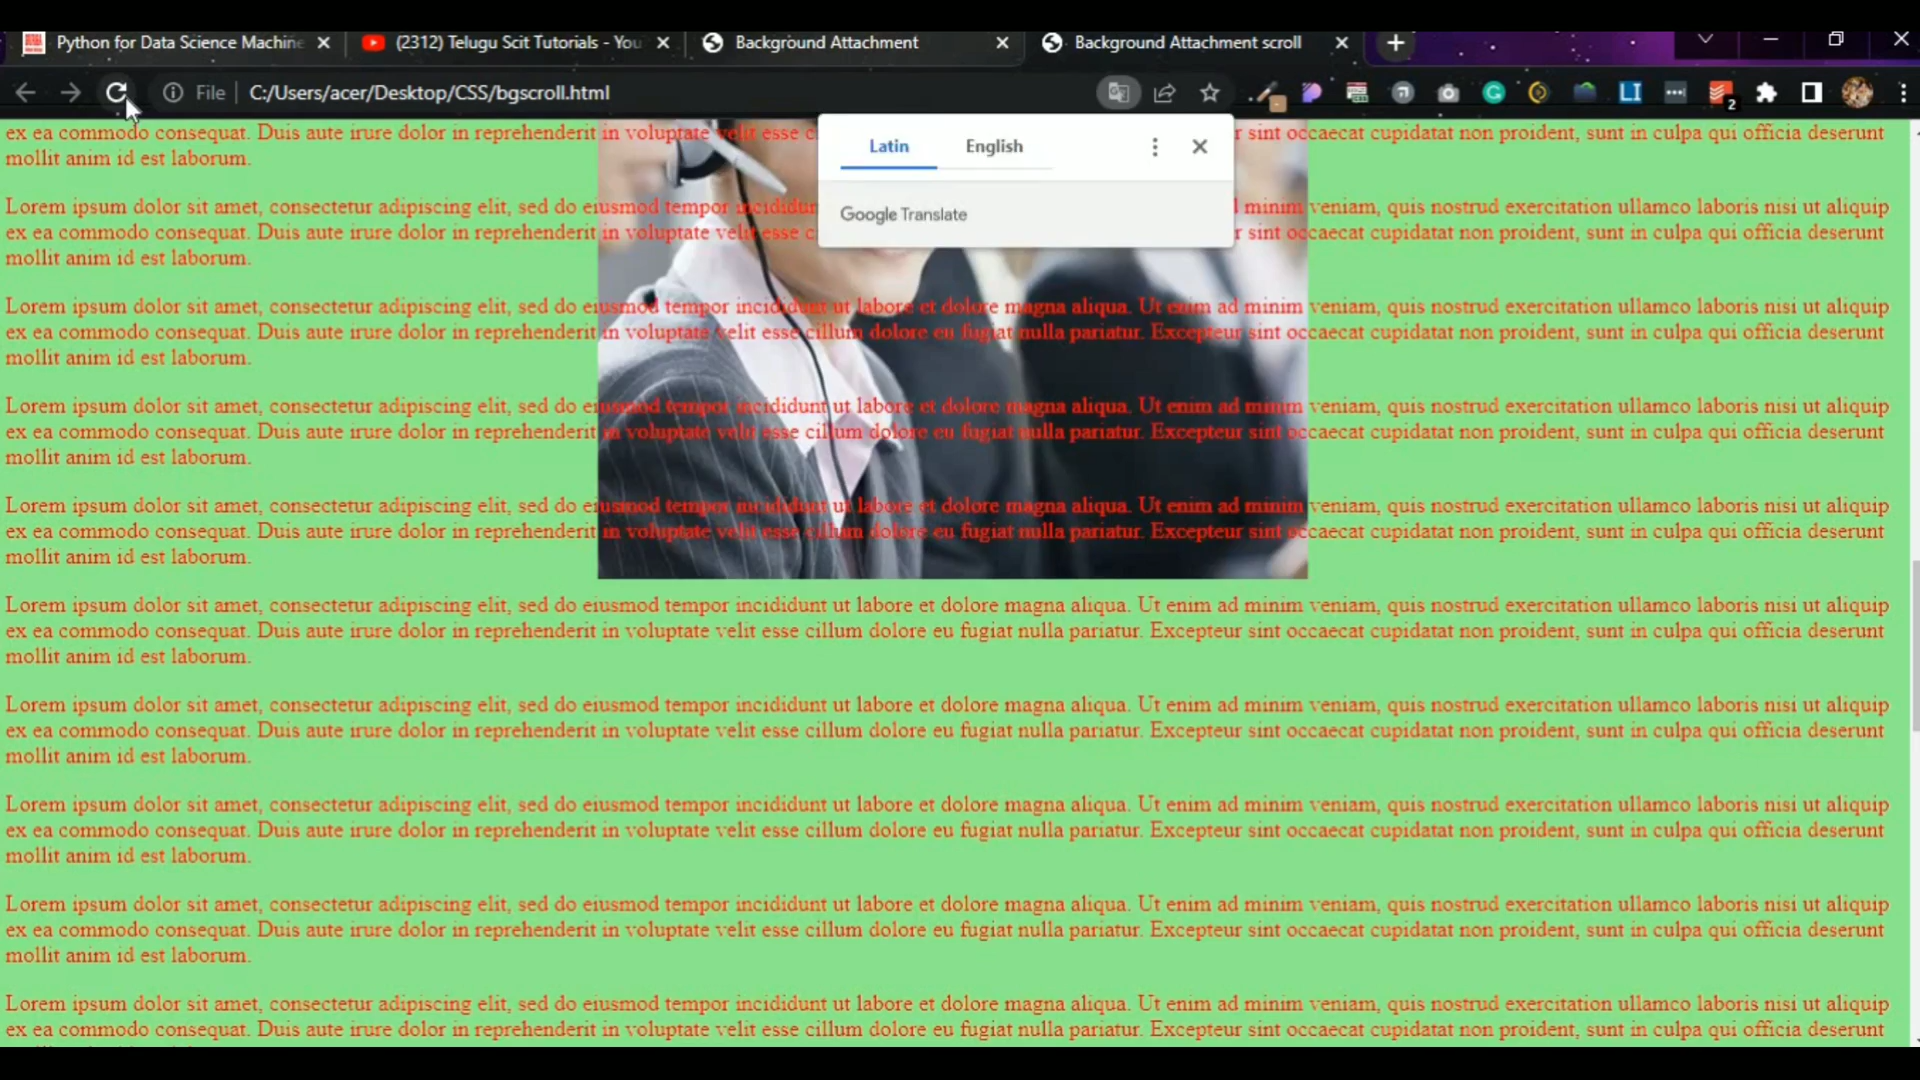 Python for Data Science Machine
(2312) Telugu Scit Tutorials - You
Background Attachment
Background Attachment scroll
File
C:/Users/acer/Desktop/CSS/bgscroll.html
LI
2
Latin
English
Google Translate
ex ea commodo consequat. Duis aute irure dolor in reprehenderit in voluptate velit esse c r sint occaecat cupidatat non proident, sunt in culpa qui officia deserunt
mollit anim id est laborum.
Lorem ipsum dolor sit amet, consectetur adipiscing elit, sed do eiusmod tempor incididun l minim veniam, quis nostrud exercitation ullamco laboris nisi ut aliquip
ex ea commodo consequat. Duis aute irure dolor in reprehenderit in voluptate velit esse c r sint occaecat cupidatat non proident, sunt in culpa qui officia deserunt
mollit anim id est laborum.
Lorem ipsum dolor sit amet, consectetur adipiscing elit, sed do eiusmod tempor incididunt ut labore et dolore magna aliqua. Ut enim ad minim veniam, quis nostrud exercitation ullamco laboris nisi ut aliquip
ex ea commodo consequat. Duis aute irure dolor in reprehenderit in voluptate velit esse cillum dolore eu fugiat nulla pariatur. Excepteur sint occaecat cupidatat non proident, sunt in culpa qui officia deserunt
mollit anim id est laborum.
Lorem ipsum dolor sit amet, consectetur adipiscing elit, sed do eiusmod tempor incididunt ut labore et dolore magna aliqua. Ut enim ad minim veniam, quis nostrud exercitation ullamco laboris nisi ut aliquip
ex ea commodo consequat. Duis aute irure dolor in reprehenderit in voluptate velit esse cillum dolore eu fugiat nulla pariatur. Excepteur sint occaecat cupidatat non proident, sunt in culpa qui officia deserunt
mollit anim id est laborum.
Lorem ipsum dolor sit amet, consectetur adipiscing elit, sed do eiusmod tempor incididunt ut labore et dolore magna aliqua. Ut enim ad minim veniam, quis nostrud exercitation ullamco laboris nisi ut aliquip
ex ea commodo consequat. Duis aute irure dolor in reprehenderit in voluptate velit esse cillum dolore eu fugiat nulla pariatur. Excepteur sint occaecat cupidatat non proident, sunt in culpa qui officia deserunt
mollit anim id est laborum.
Lorem ipsum dolor sit amet, consectetur adipiscing elit, sed do eiusmod tempor incididunt ut labore et dolore magna aliqua. Ut enim ad minim veniam, quis nostrud exercitation ullamco laboris nisi ut aliquip
ex ea commodo consequat. Duis aute irure dolor in reprehenderit in voluptate velit esse cillum dolore eu fugiat nulla pariatur. Excepteur sint occaecat cupidatat non proident, sunt in culpa qui officia deserunt
mollit anim id est laborum.
Lorem ipsum dolor sit amet, consectetur adipiscing elit, sed do eiusmod tempor incididunt ut labore et dolore magna aliqua. Ut enim ad minim veniam, quis nostrud exercitation ullamco laboris nisi ut aliquip
ex ea commodo consequat. Duis aute irure dolor in reprehenderit in voluptate velit esse cillum dolore eu fugiat nulla pariatur. Excepteur sint occaecat cupidatat non proident, sunt in culpa qui officia deserunt
mollit anim id est laborum.
Lorem ipsum dolor sit amet, consectetur adipiscing elit, sed do eiusmod tempor incididunt ut labore et dolore magna aliqua. Ut enim ad minim veniam, quis nostrud exercitation ullamco laboris nisi ut aliquip
ex ea commodo consequat. Duis aute irure dolor in reprehenderit in voluptate velit esse cillum dolore eu fugiat nulla pariatur. Excepteur sint occaecat cupidatat non proident, sunt in culpa qui officia deserunt
mollit anim id est laborum.
Lorem ipsum dolor sit amet, consectetur adipiscing elit, sed do eiusmod tempor incididunt ut labore et dolore magna aliqua. Ut enim ad minim veniam, quis nostrud exercitation ullamco laboris nisi ut aliquip
ex ea commodo consequat. Duis aute irure dolor in reprehenderit in voluptate velit esse cillum dolore eu fugiat nulla pariatur. Excepteur sint occaecat cupidatat non proident, sunt in culpa qui officia deserunt
mollit anim id est laborum.
Lorem ipsum dolor sit amet, consectetur adipiscing elit, sed do eiusmod tempor incididunt ut labore et dolore magna aliqua. Ut enim ad minim veniam, quis nostrud exercitation ullamco laboris nisi ut aliquip
ex ea commodo consequat. Duis aute irure dolor in reprehenderit in voluptate velit esse cillum dolore eu fugiat nulla pariatur. Excepteur sint occaecat cupidatat non proident, sunt in culpa qui officia deserunt